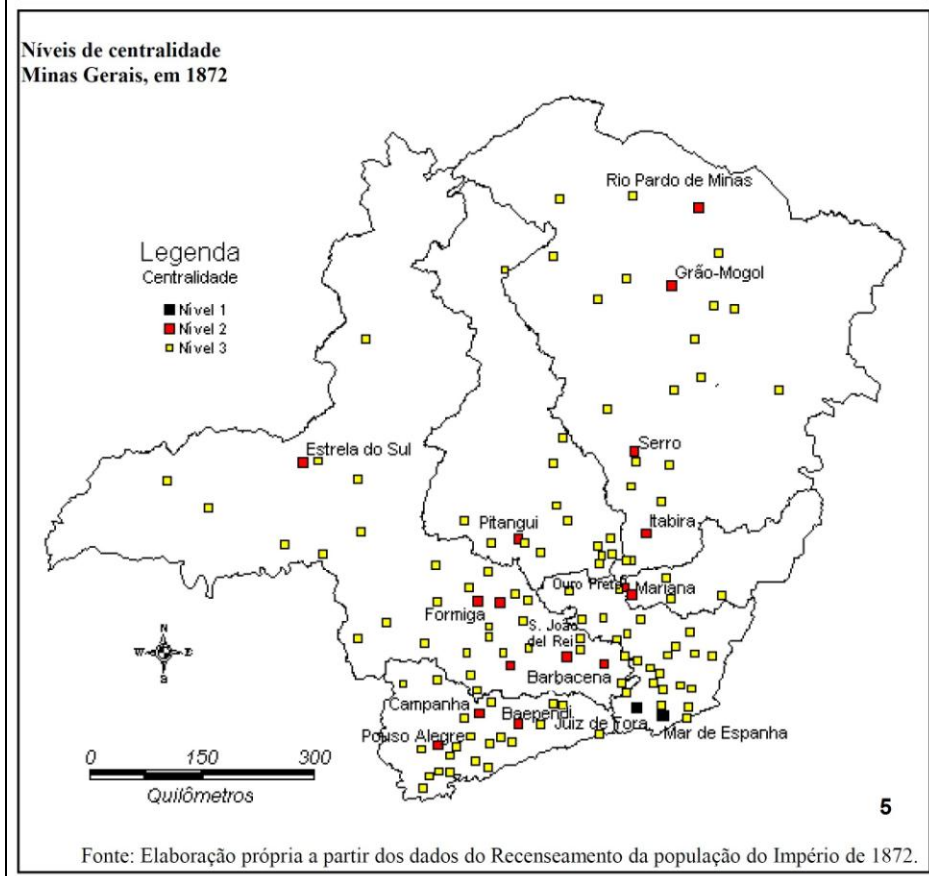 Níveis de centralidade
Minas Gerais, em 1872
Rio Pardo de Minas
Legenda
Centralidade
Nível 1
Nível 2
Nível 3
Grão-Mogol
Estrela do Sul
Serro
Pitangui
Itabira
Ouro Preto
Mariana
Formiga
S. João
del Rei
Barbacena
Campanha
Baependi
Juiz de Fora
Mar de Espanha
Pouso Alegre
N
W
E
S
0 150 300
Quilômetros
5
Fonte: Elaboração própria a partir dos dados do Recenseamento da população do Império de 1872.